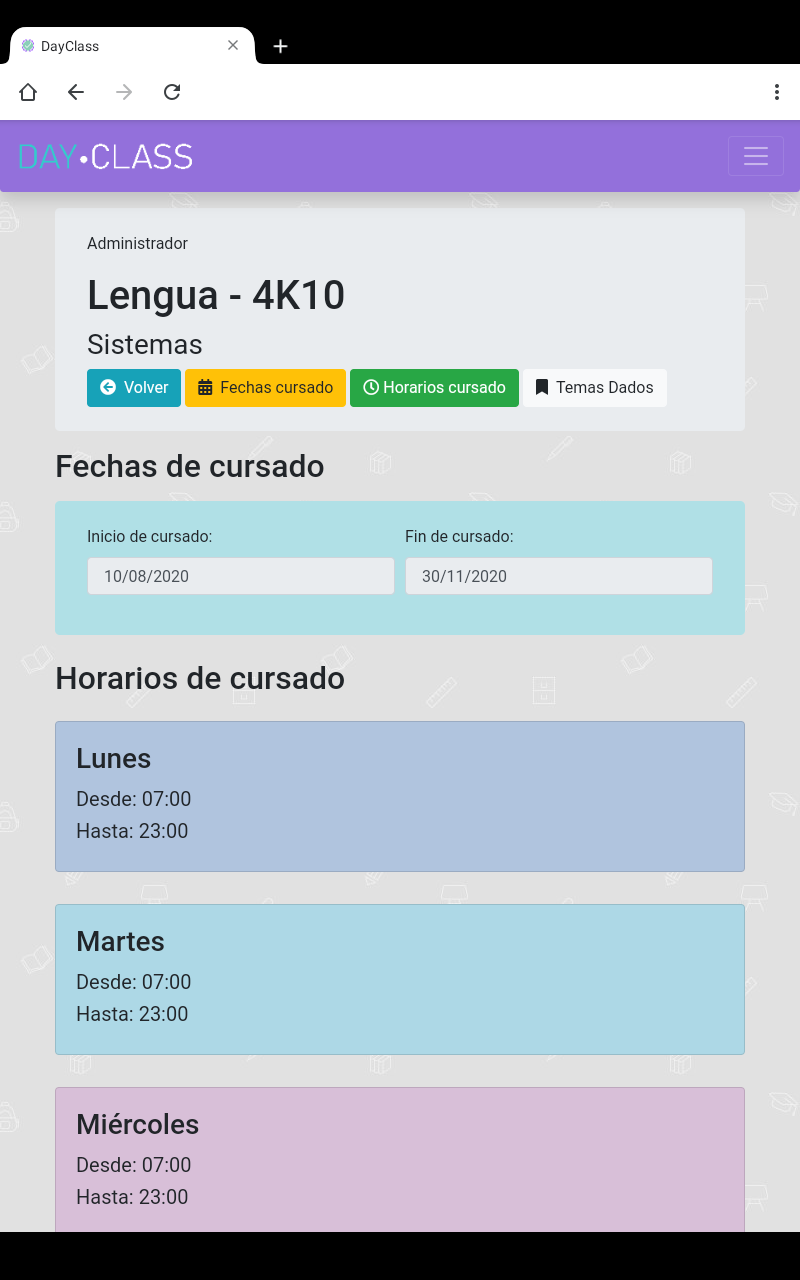 DayClass
DAY•CLASS
Administrador
Lengua - 4K10
Sistemas
Volver
Fechas cursado
Horarios cursado
Temas Dados
Fechas de cursado
Inicio de cursado:
Fin de cursado:
10/08/2020
30/11/2020
Horarios de cursado
Lunes
Desde: 07:00
Hasta: 23:00
Martes
Desde: 07:00
Hasta: 23:00
Miércoles
Desde: 07:00
Hasta: 23:00